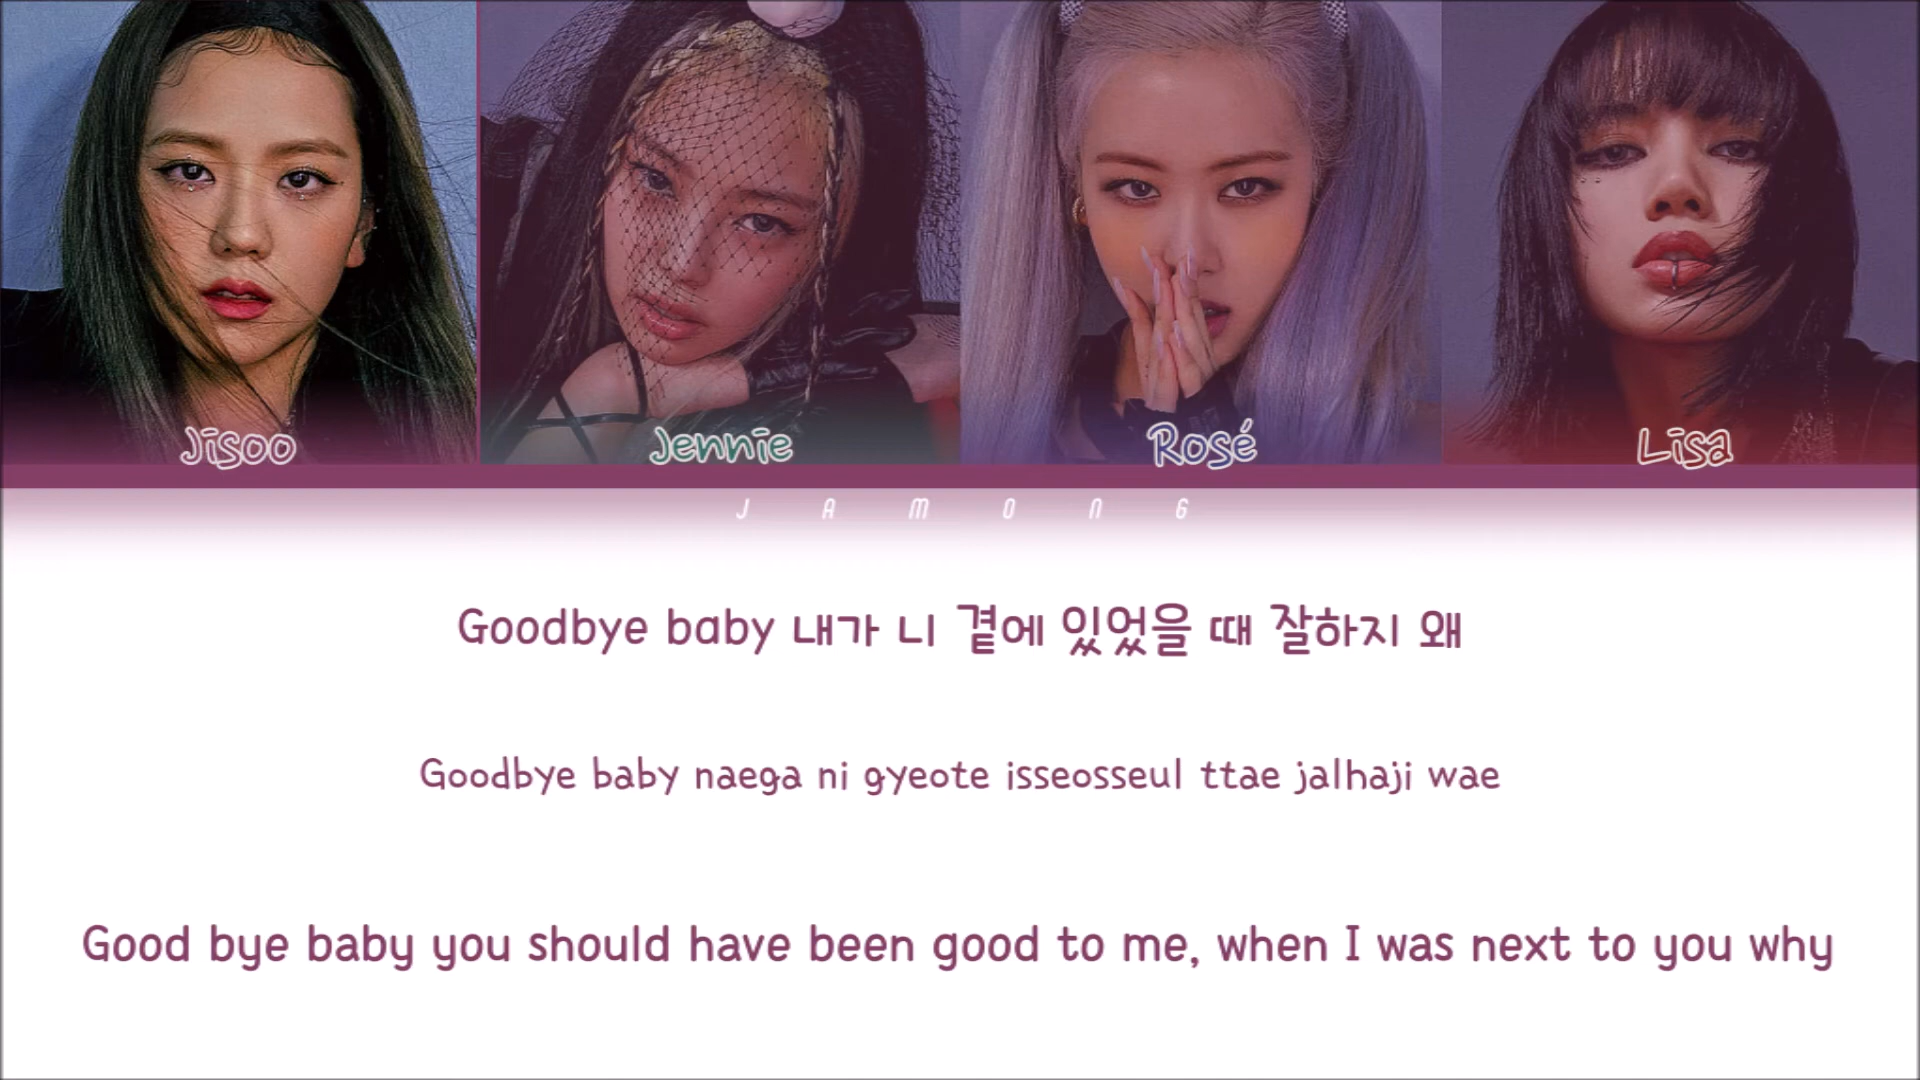 Jisoo Jennie Rosé Lisa
JAMONG
Goodbye baby 내가 니 곁에 있었을 때 잘하지 왜
Goodbye baby naega ni gyeote isseosseul ttae jalhaji wae
Good bye baby you should have been good to me, when I was next to you why